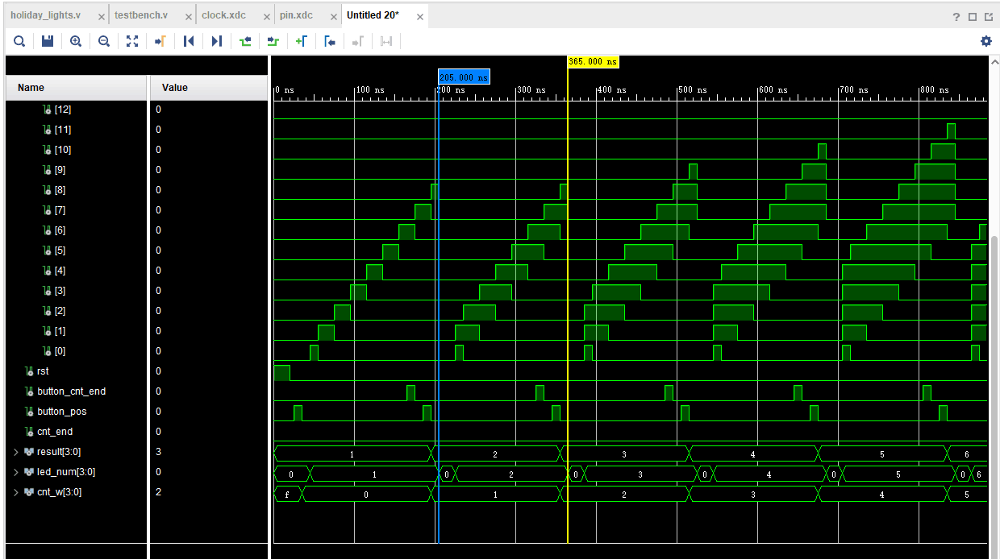 holiday_lights.v × testbench.v × clock.xdc × pin.xdc × Untitled 20* ×
?
365.000 ns
205.000 ns
Name Value
0 ns 100 ns 200 ns 300 ns 400 ns 500 ns 600 ns 700 ns 800 ns
[12] 0
[11] 0
[10] 0
[9] 0
[8] 0
[7] 0
[6] 0
[5] 0
[4] 0
[3] 0
[2] 0
[1] 0
[0] 0
rst 0
button_cnt_end 0
button_pos 0
cnt_end 0
result[3:0] 3 1 2 3 4 5 6
led_num[3:0] 0 0 1 0 2 0 3 0 4 0 5 0 6
cnt_w[3:0] 2 f 0 1 2 3 4 5